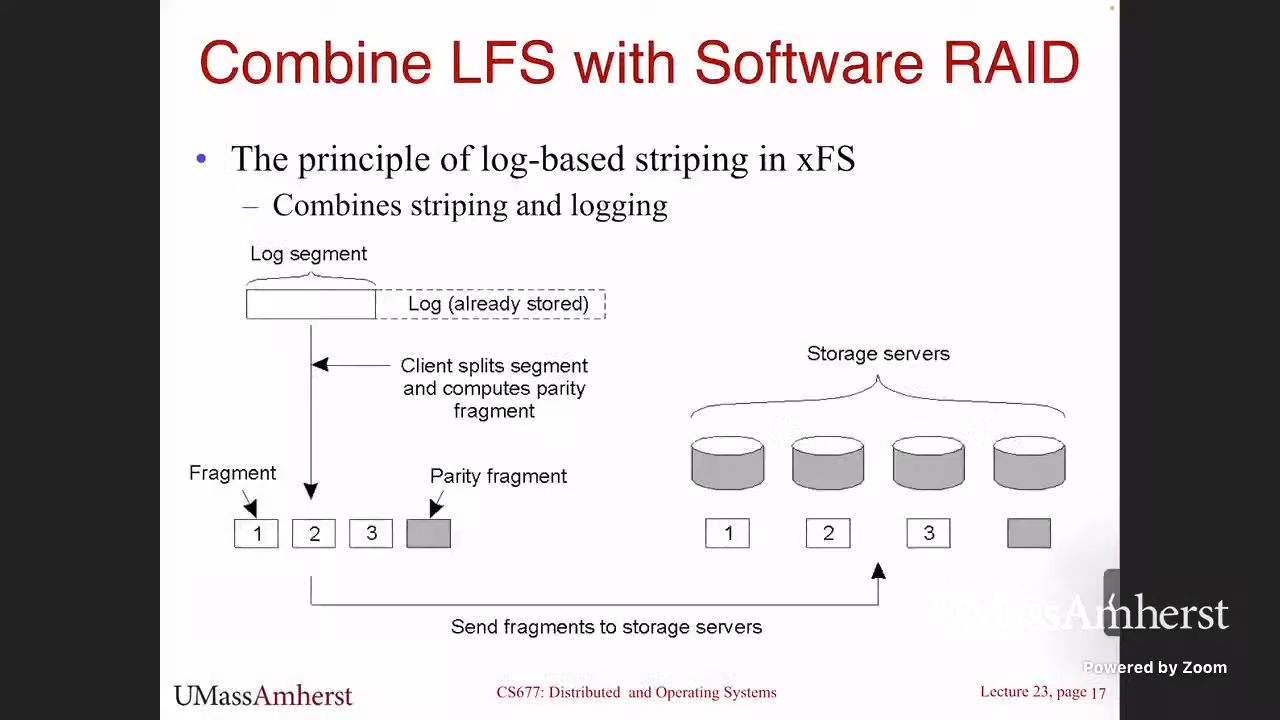 Combine LFS with Software RAID
• The principle of log-based striping in xFS
– Combines striping and logging
Log segment
Log (already stored)
Client splits segment
and computes parity
fragment
Storage servers
Fragment
Parity fragment
1 2 3
1 2 3
Send fragments to storage servers
UMassAmherst
Powered by Zoom
UMassAmherst
CS677: Distributed and Operating Systems
Lecture 23, page 17